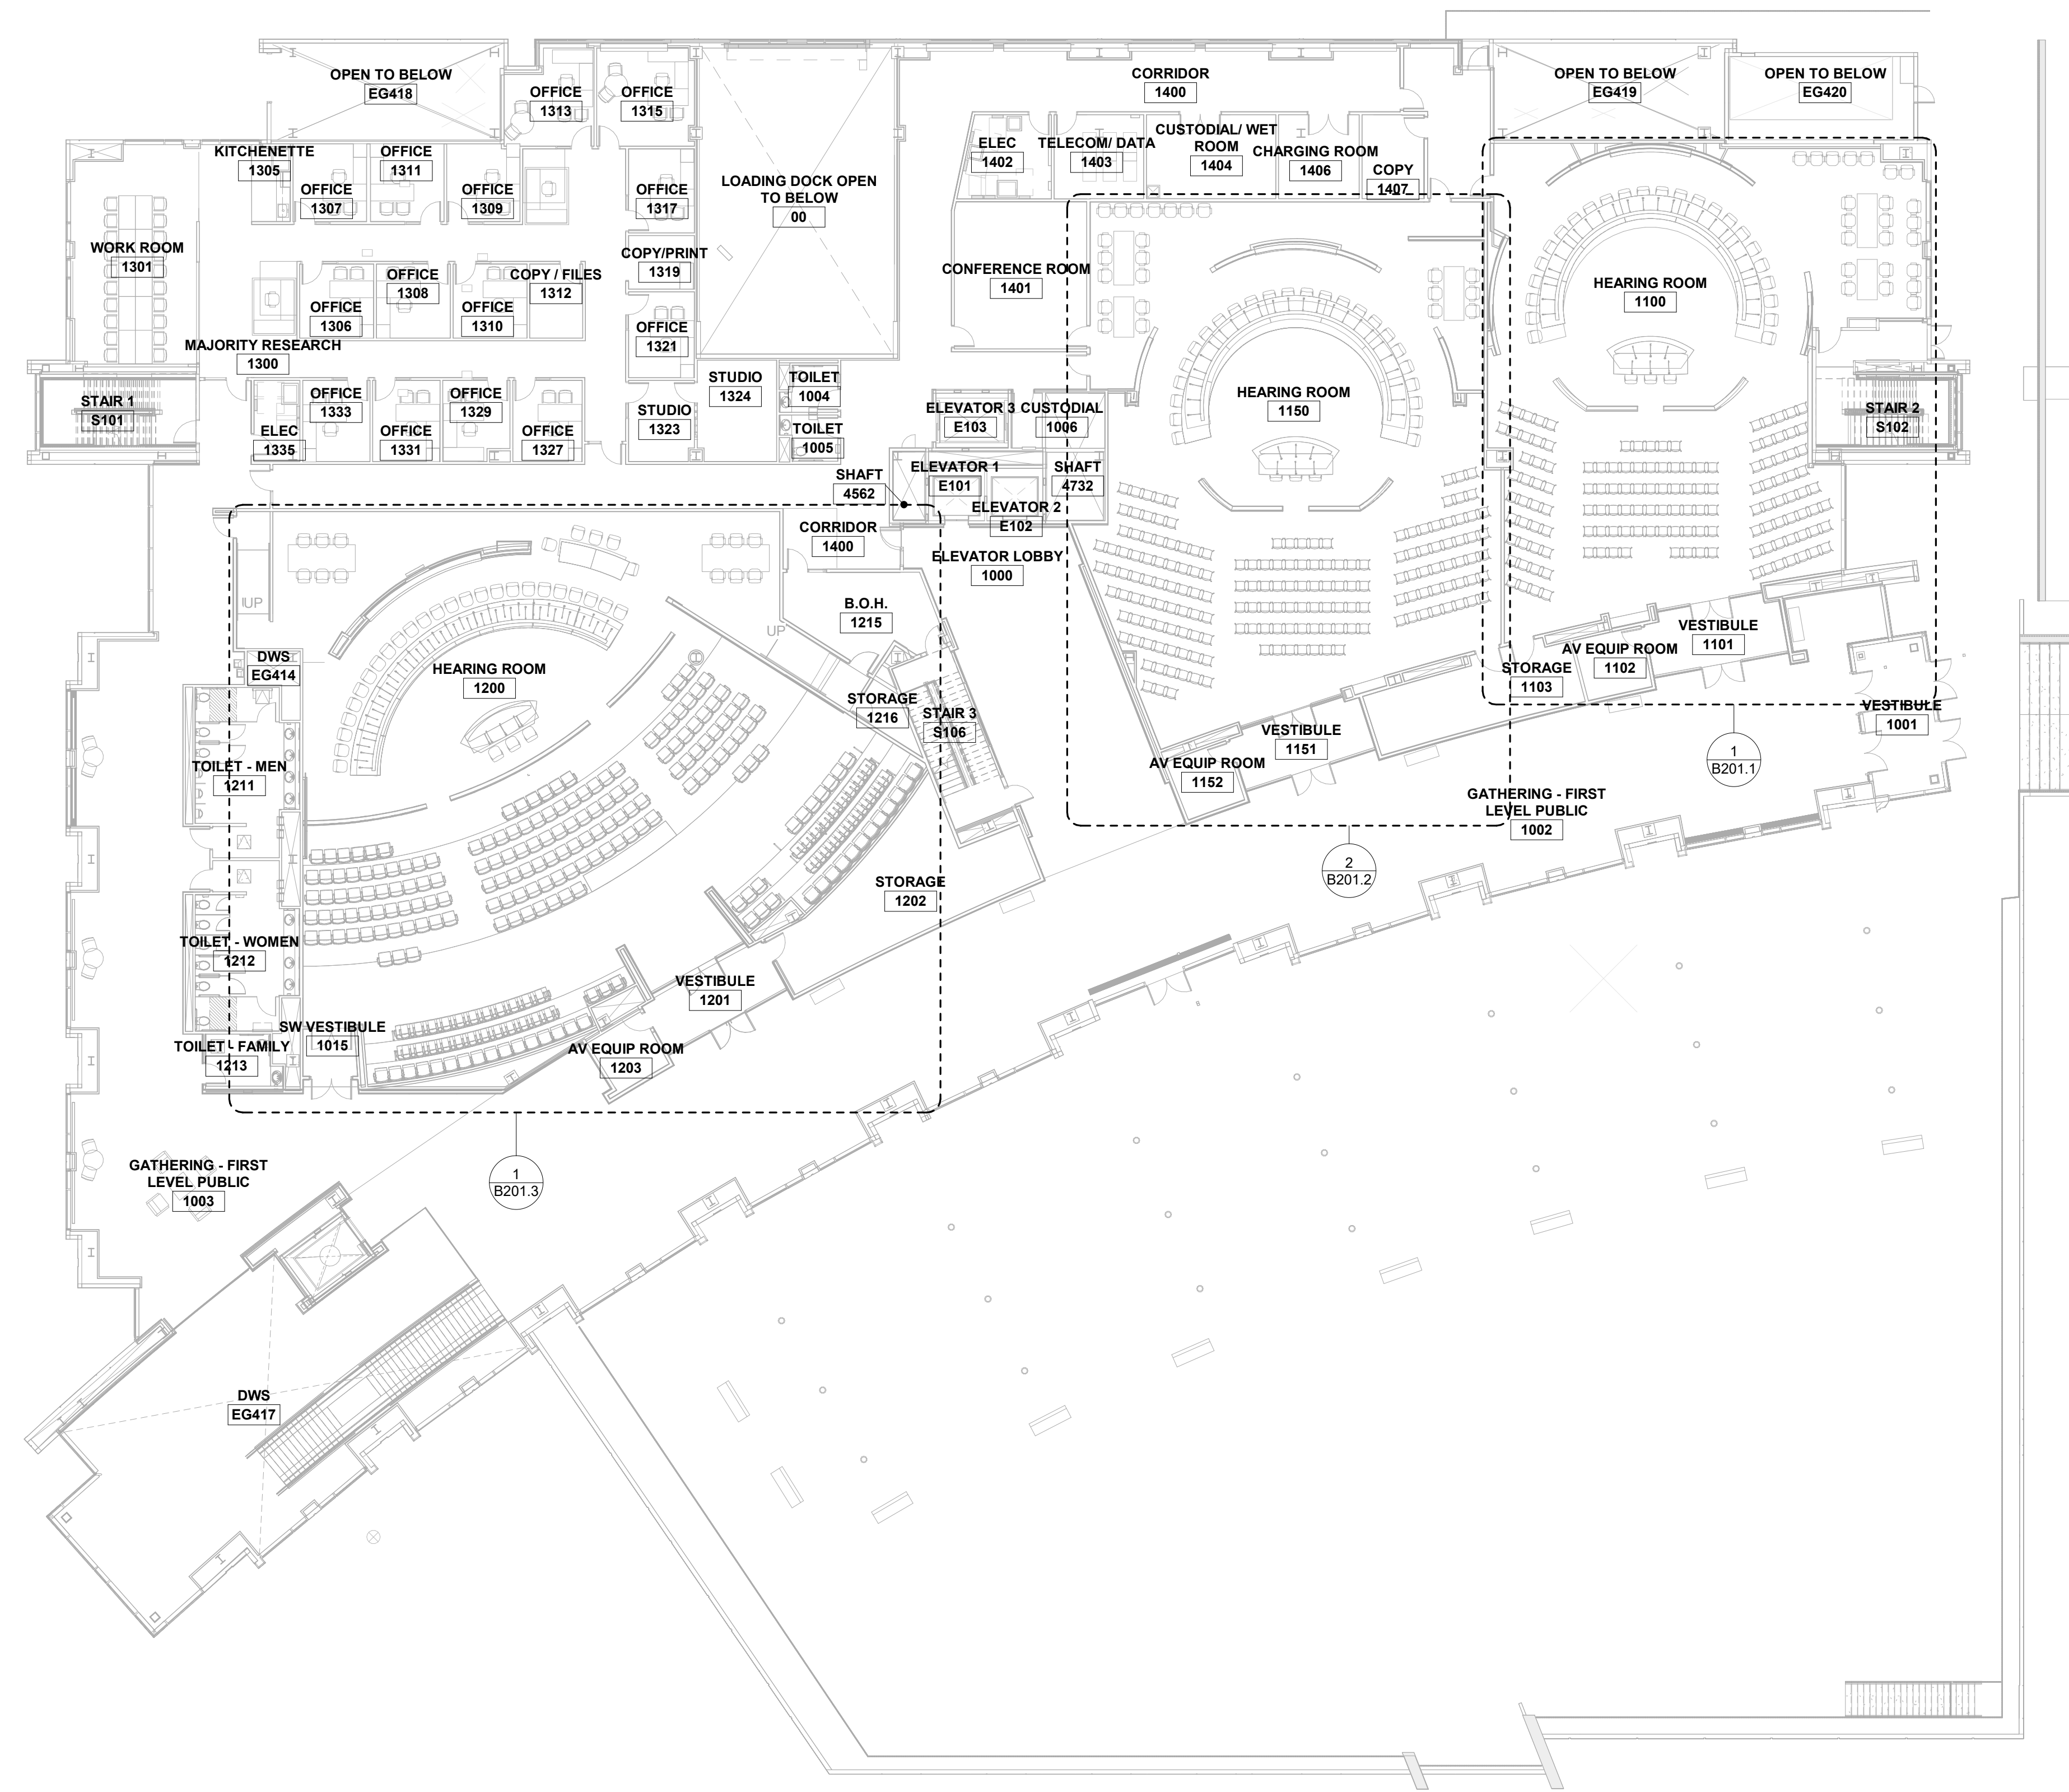 OPEN TO BELOW
EG418
OFFICE
1313
OFFICE
1315
CORRIDOR
1400
OPEN TO BELOW
EG419
OPEN TO BELOW
EG420
KITCHENETTE
1305
OFFICE
1311
OFFICE
1307
OFFICE
1309
OFFICE
1317
LOADING DOCK OPEN
TO BELOW
00
ELEC
1402
TELECOM/ DATA
1403
CUSTODIAL/ WET
ROOM
1404
CHARGING ROOM
1406
COPY
1407
WORK ROOM
1301
COPY/PRINT
1319
CONFERENCE ROOM
1401
HEARING ROOM
1100
OFFICE
1306
OFFICE
1308
OFFICE
1310
COPY / FILES
1312
OFFICE
1321
MAJORITY RESEARCH
1300
STAIR 1
S101
ELEC
1335
OFFICE
1333
OFFICE
1331
OFFICE
1329
OFFICE
1327
STUDIO
1323
STUDIO
1324
TOILET
1004
TOILET
1005
ELEVATOR 3
E103
CUSTODIAL
1006
HEARING ROOM
1150
STAIR 2
S102
SHAFT
4562
ELEVATOR 1
E101
ELEVATOR 2
E102
SHAFT
4732
CORRIDOR
1400
ELEVATOR LOBBY
1000
UP
B.O.H.
1215
UP
DWS
EG414
HEARING ROOM
1200
STORAGE
1216
STAIR 3
S106
VESTIBULE
1101
AV EQUIP ROOM
1102
STORAGE
1103
VESTIBULE
1001
VESTIBULE
1151
AV EQUIP ROOM
1152
1
B201.1
TOILET - MEN
1211
GATHERING - FIRST
LEVEL PUBLIC
1002
2
B201.2
STORAGE
1202
TOILET - WOMEN
1212
VESTIBULE
1201
SW VESTIBULE
1015
TOILET - FAMILY
1213
AV EQUIP ROOM
1203
GATHERING - FIRST
LEVEL PUBLIC
1003
1
B201.3
DWS
EG417